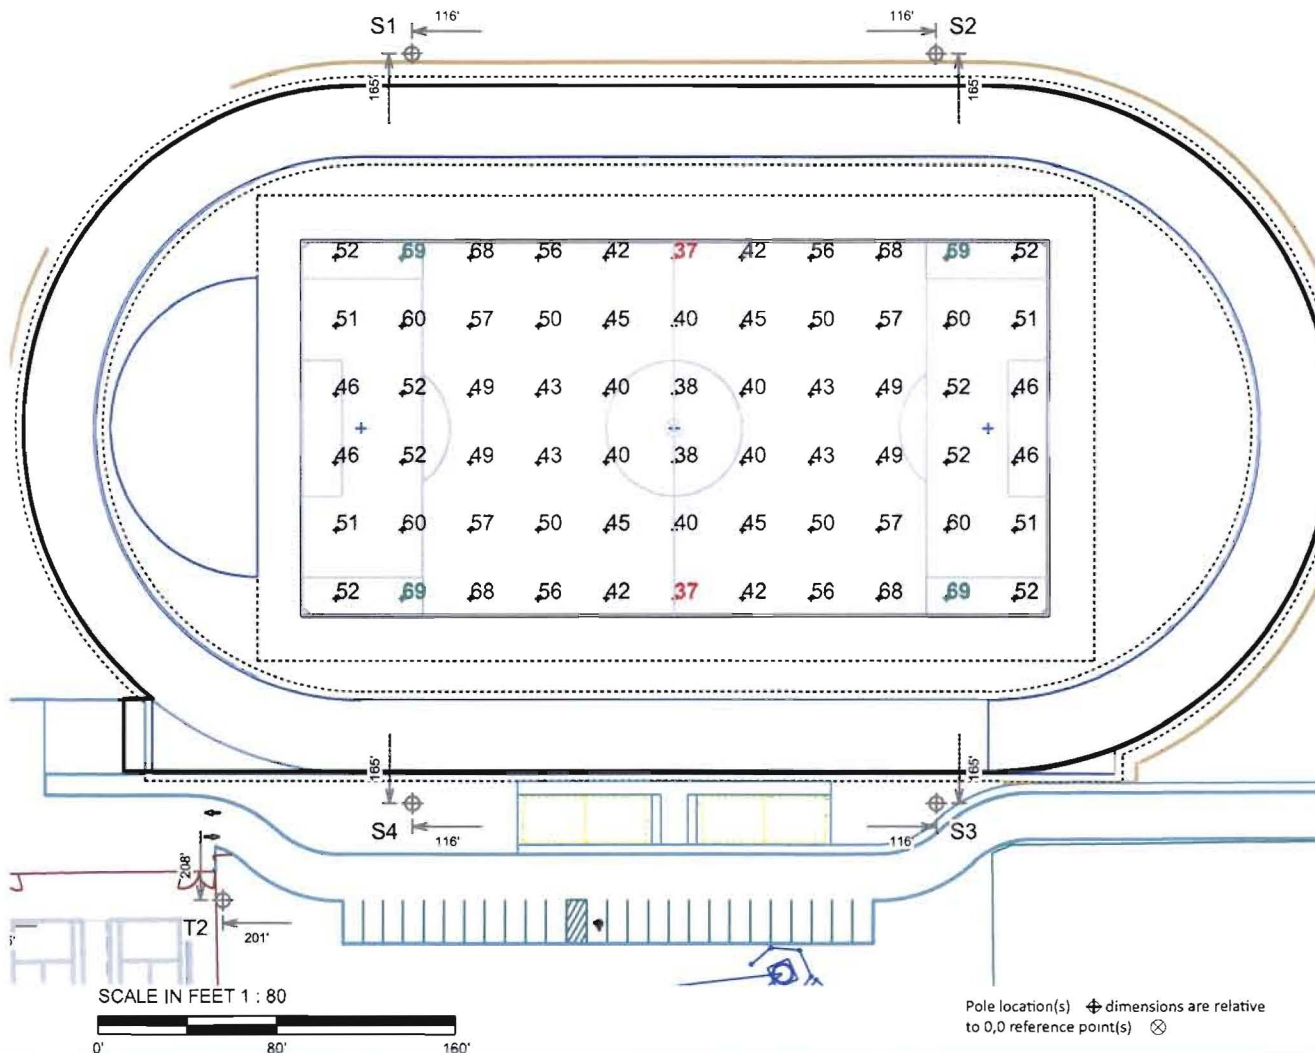 116' 116'
S1 S2
165' 165'
52 69 68 56 42 37 42 56 68 69 52
51 60 57 50 45 40 45 50 57 60 51
46 52 49 43 40 38 40 43 49 52 46
46 52 49 43 40 38 40 43 49 52 46
51 60 57 50 45 40 45 50 57 60 51
52 69 68 56 42 37 42 56 68 69 52
165' 165'
S4 S3
116' 116'
208'
T2
201'
SCALE IN FEET 1 : 80
0' 80' 160'
Pole location(s) dimensions are relative
to 0,0 reference point(s)